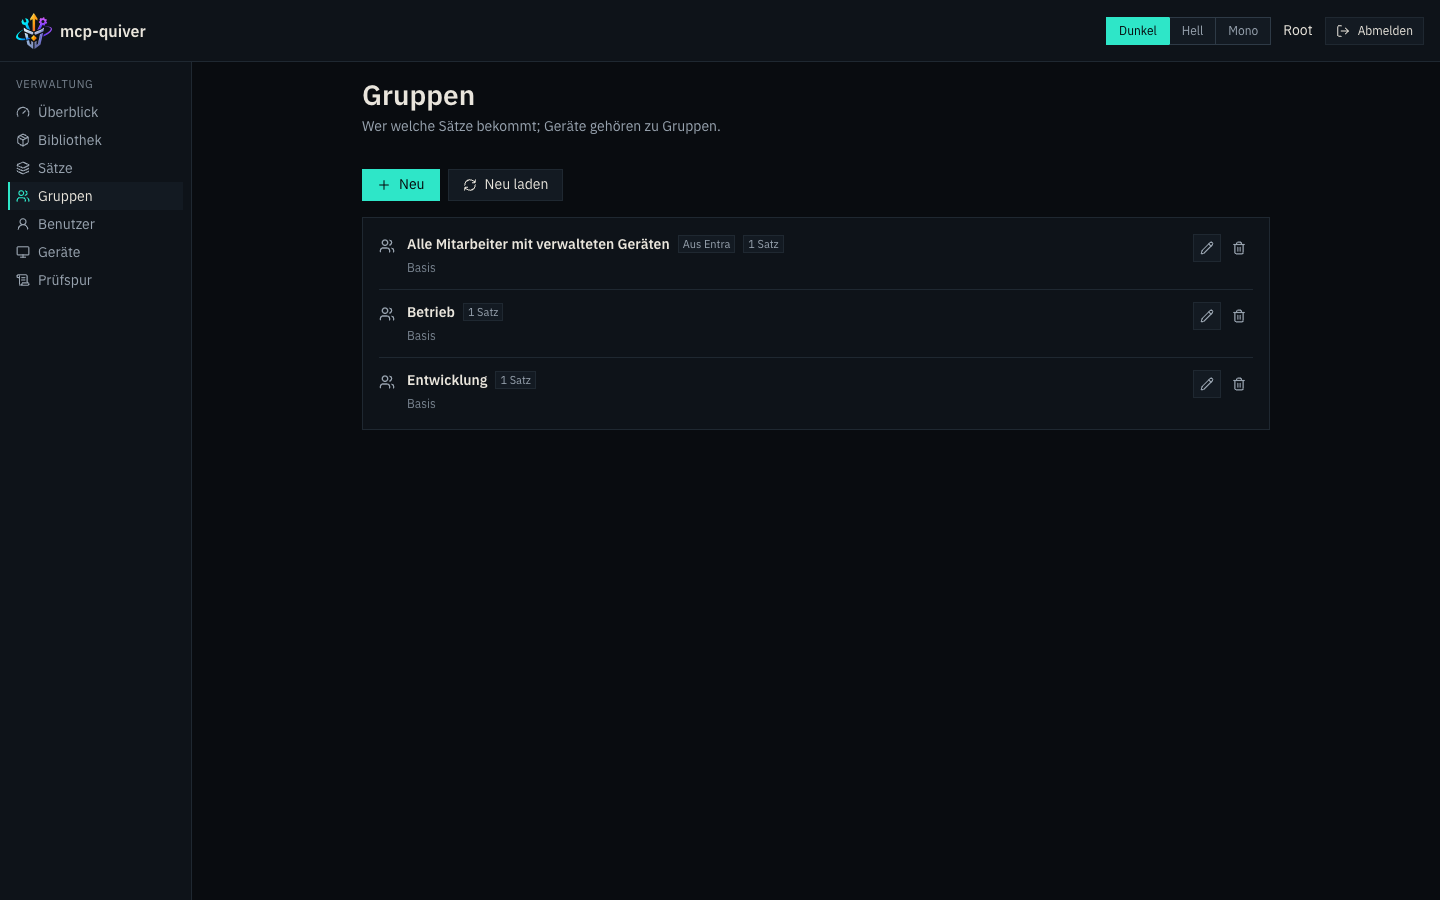 mcp-quiver
Dunkel Hell Mono Root Abmelden
VERWALTUNG
Überblick
Bibliothek
Sätze
Gruppen
Benutzer
Geräte
Prüfspur
Gruppen
Wer welche Sätze bekommt; Geräte gehören zu Gruppen.
Neu Neu laden
Alle Mitarbeiter mit verwalteten Geräten Aus Entra 1 Satz
Basis
Betrieb 1 Satz
Basis
Entwicklung 1 Satz
Basis